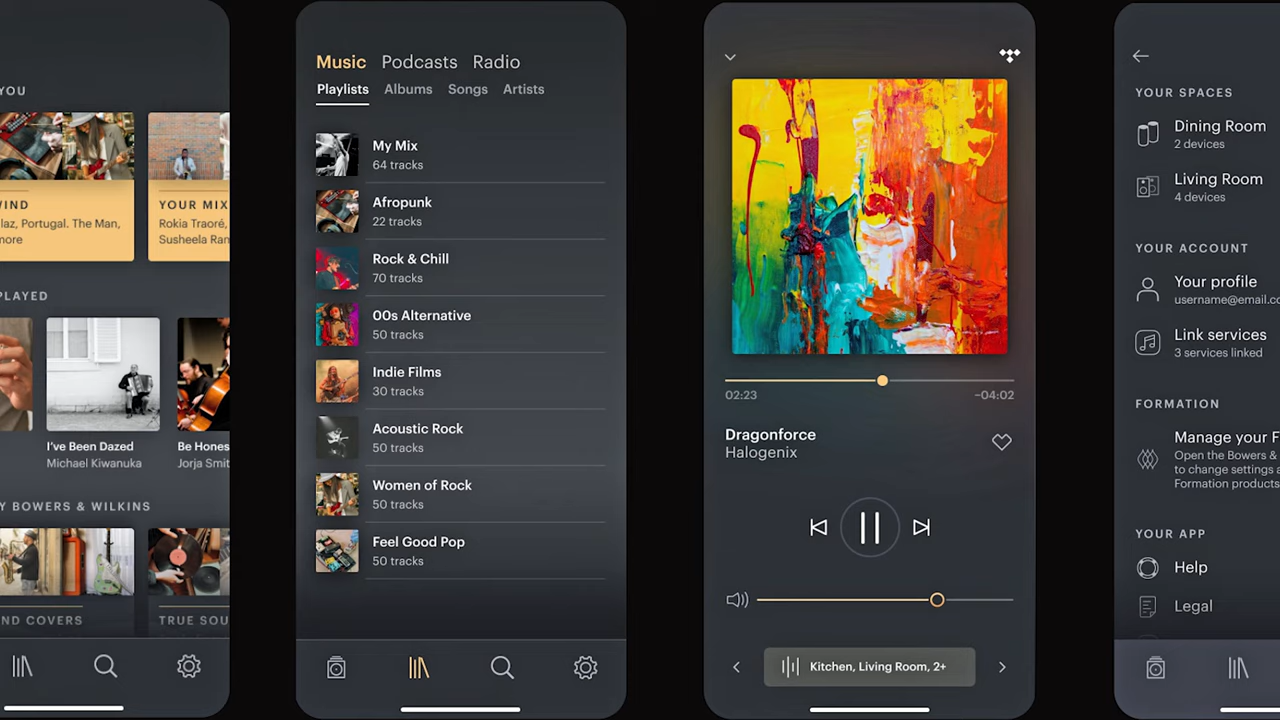 YOU
WIND
laz, Portugal. The Man,
more
YOUR MIX
Rokia Traoré,
Susheela Ran
PLAYED
I've Been Dazed
Michael Kiwanuka
Be Hones
Jorja Smit
Y BOWERS & WILKINS
ND COVERS
TRUE SOU
Music Podcasts Radio
Playlists Albums Songs Artists
My Mix
64 tracks
Afropunk
22 tracks
Rock & Chill
70 tracks
00s Alternative
50 tracks
Indie Films
30 tracks
Acoustic Rock
50 tracks
Women of Rock
50 tracks
Feel Good Pop
50 tracks
02:23 -04:02
Dragonforce
Halogenix
Kitchen, Living Room, 2+
YOUR SPACES
Dining Room
2 devices
Living Room
4 devices
YOUR ACCOUNT
Your profile
username@email.co
Link services
3 services linked
FORMATION
Manage your F
Open the Bowers &
to change settings a
Formation products
YOUR APP
Help
Legal